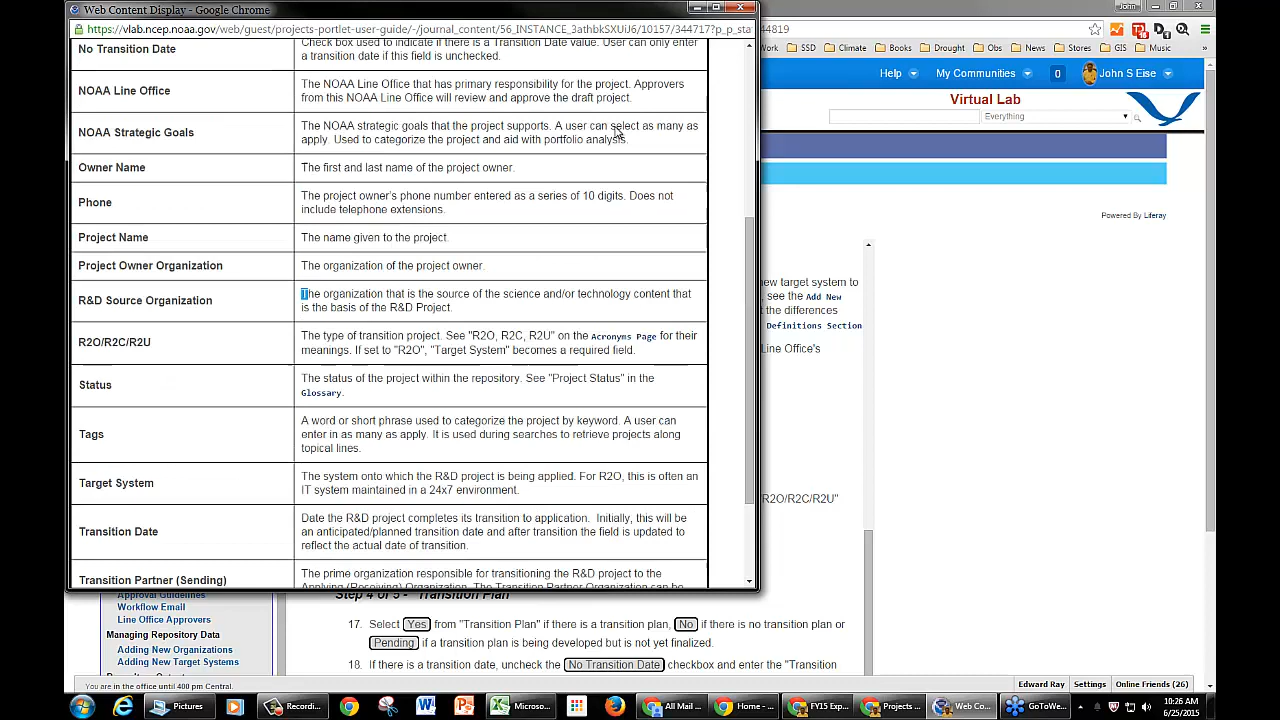 Web Content Display - Google Chrome
John
https://vlab.ncep.noaa.gov/web/guest/projects-portlet-user-guide/-/journal_content/56_INSTANCE_3athbkSXUiJ6/10157/344717?p_p_sta
44819
Work SSD Climate Books Drought Obs News Stores GIS Music »
Help My Communities 0 John S Eise
Virtual Lab
Everything
Powered By Liferay
No Transition Date
Check box used to indicate if there is a Transition Date value. User can only enter
a transition date if this field is unchecked.
NOAA Line Office
The NOAA Line Office that has primary responsibility for the project. Approvers
from this NOAA Line Office will review and approve the draft project.
NOAA Strategic Goals
The NOAA strategic goals that the project supports. A user can select as many as
apply. Used to categorize the project and aid with portfolio analysis.
Owner Name
The first and last name of the project owner.
Phone
The project owner's phone number entered as a series of 10 digits. Does not
include telephone extensions.
Project Name
The name given to the project.
Project Owner Organization
The organization of the project owner.
R&D Source Organization
The organization that is the source of the science and/or technology content that
is the basis of the R&D Project.
R2O/R2C/R2U
The type of transition project. See "R2O, R2C, R2U" on the Acronyms Page for their
meanings. If set to "R2O", "Target System" becomes a required field.
Status
The status of the project within the repository. See "Project Status" in the
Glossary.
Tags
A word or short phrase used to categorize the project by keyword. A user can
enter in as many as apply. It is used during searches to retrieve projects along
topical lines.
Target System
The system onto which the R&D project is being applied. For R2O, this is often an
IT system maintained in a 24x7 environment.
Transition Date
Date the R&D project completes its transition to application. Initially, this will be
an anticipated/planned transition date and after transition the field is updated to
reflect the actual date of transition.
Transition Partner (Sending)
The prime organization responsible for transitioning the R&D project to the
Applying (Receiving) Organization. The Transition Partner Organization can be
new target system to
, see the Add New
t the differences
Definitions Section
Line Office's
R2O/R2C/R2U"
Approval Guidelines
Workflow Email
Line Office Approvers
Managing Repository Data
Adding New Organizations
Adding New Target Systems
Step 4 of 5 - "Transition Plan"
17. Select Yes from "Transition Plan" if there is a transition plan, No if there is no transition plan or
Pending if a transition plan is being developed but is not yet finalized.
18. If there is a transition date, uncheck the No Transition Date checkbox and enter the "Transition
You are in the office until 400 pm Central.
Edward Ray Settings Online Friends (26)
Pictures Recordi... Microso... All Mail ... Home - ... FY15 Exp... Projects ... Web Co... GoToWe...
10:26 AM
6/25/2015